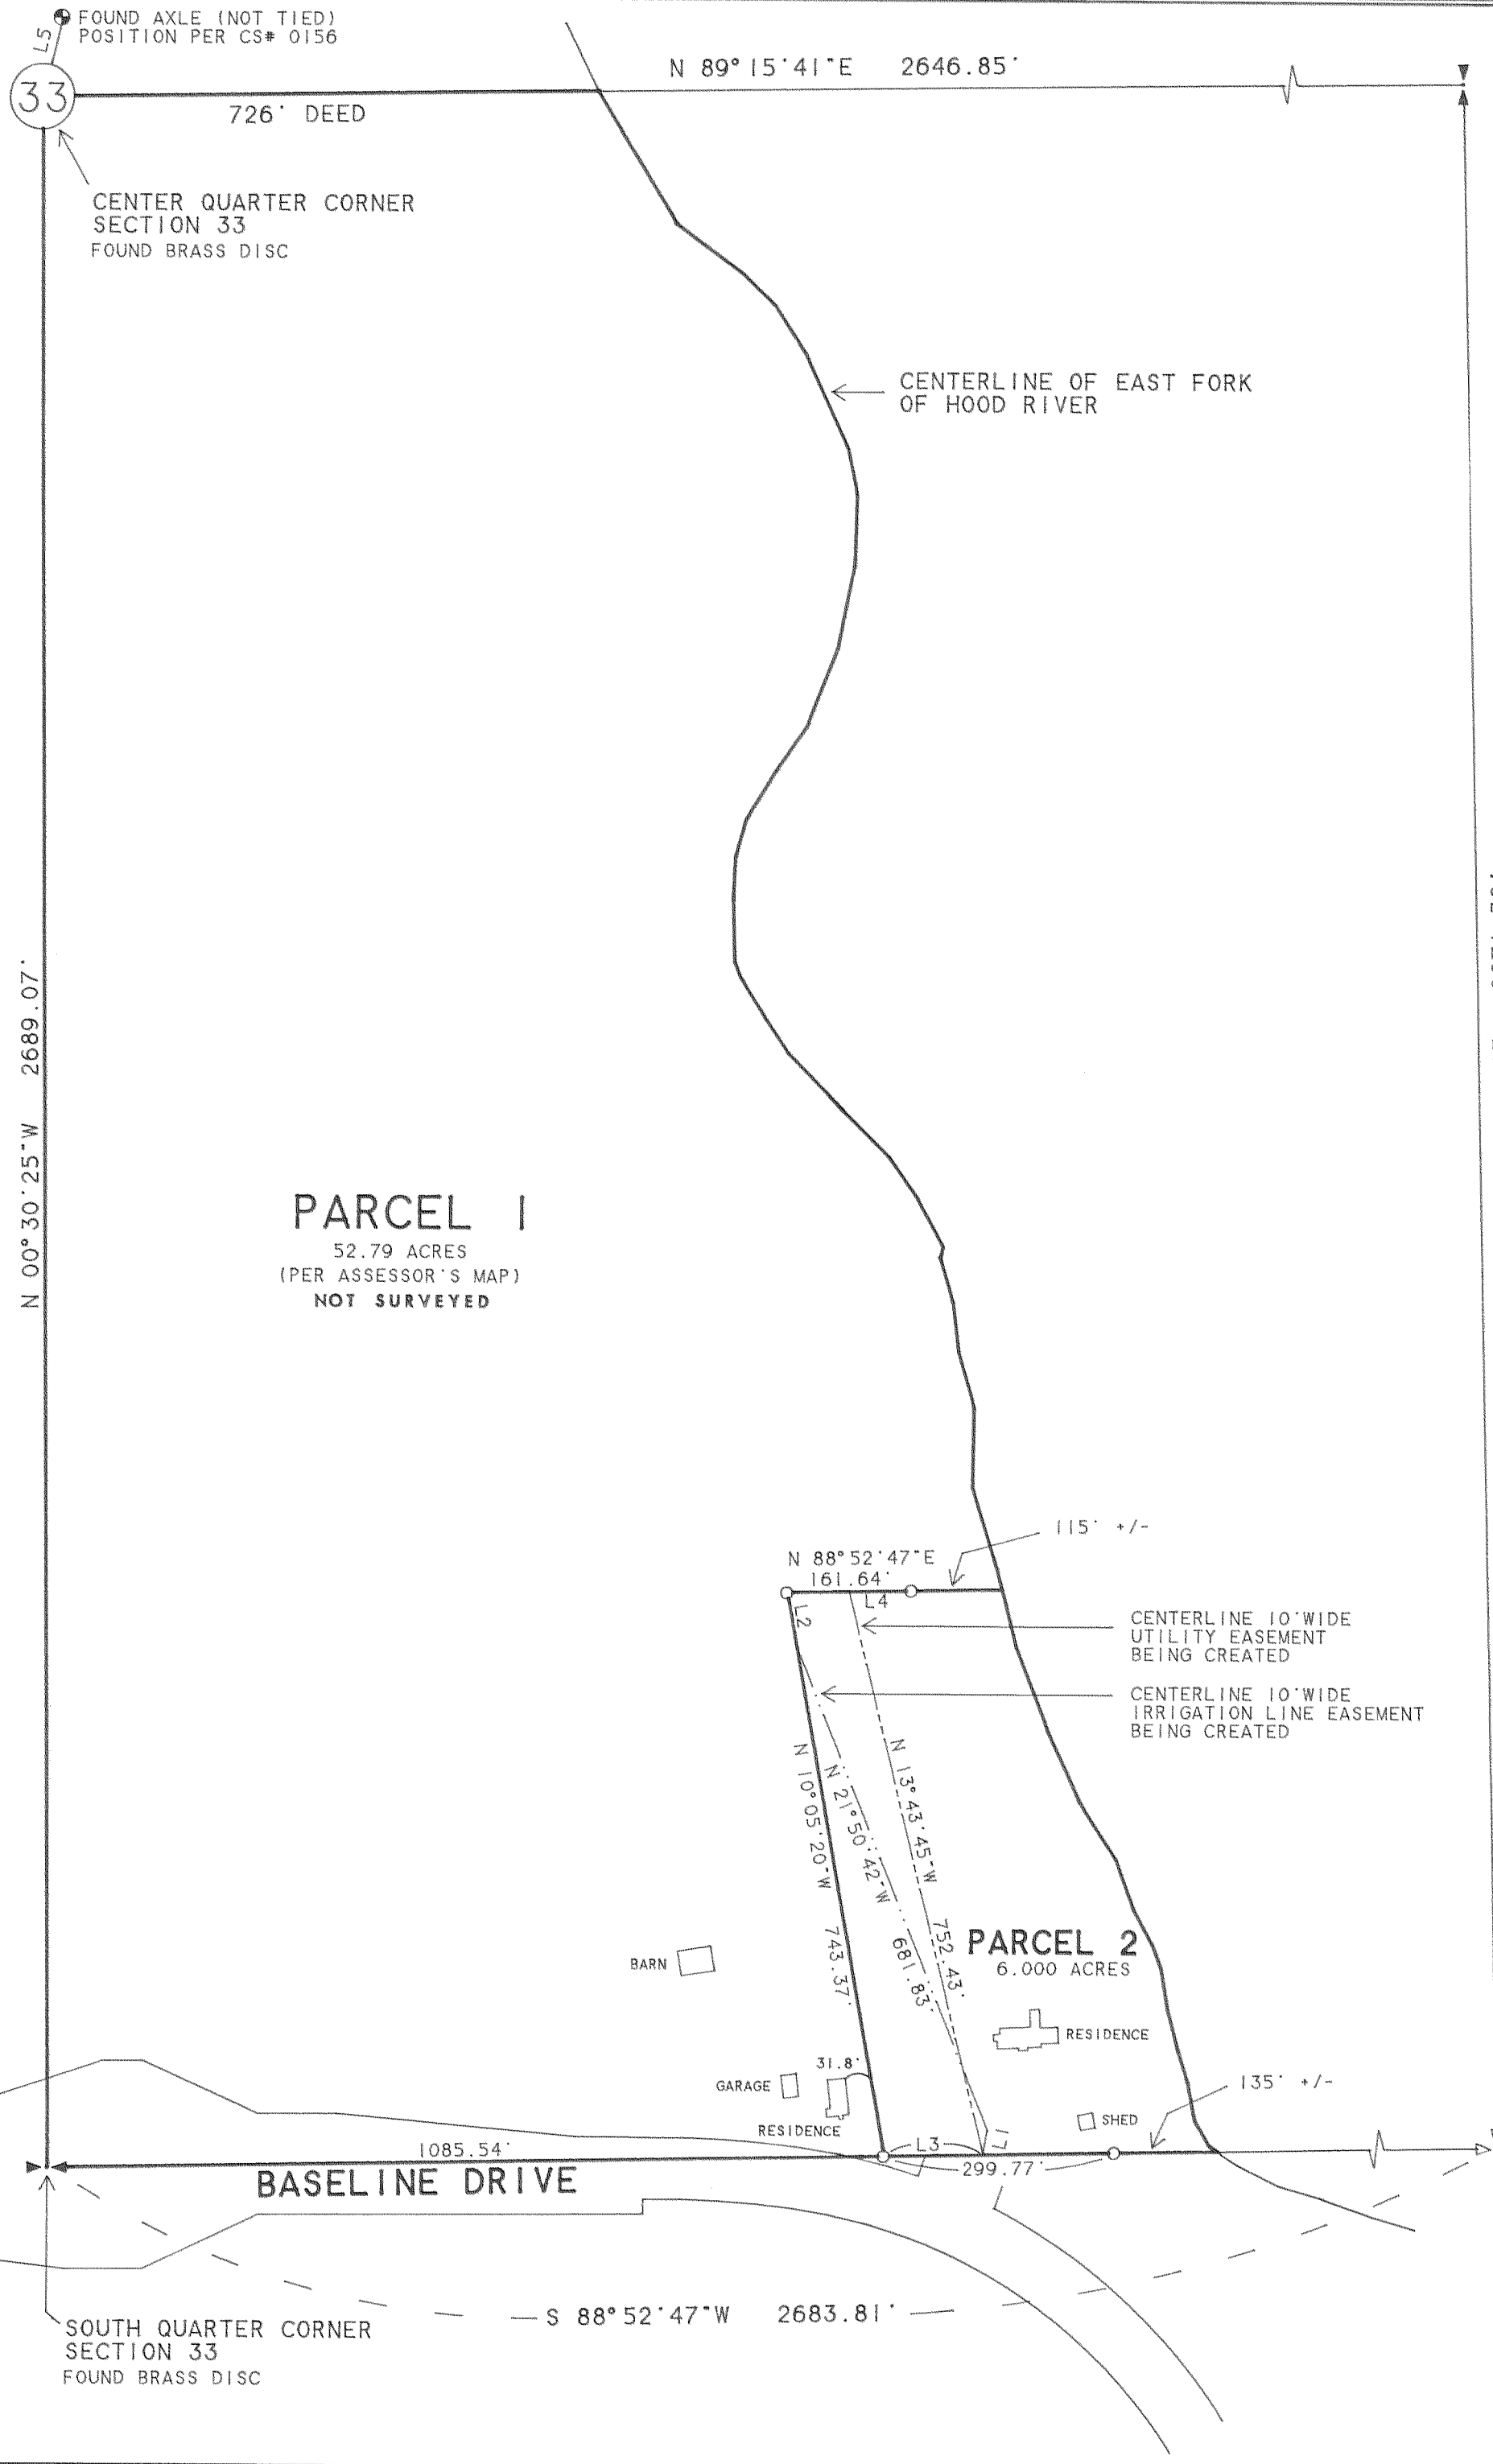 FOUND AXLE (NOT TIED)
POSITION PER CS# 0156
L5
33
N 89°15'41"E 2646.85'
726' DEED
CENTER QUARTER CORNER
SECTION 33
FOUND BRASS DISC
CENTERLINE OF EAST FORK
OF HOOD RIVER
N 00°30'25"W 2689.07'
PARCEL 1
52.79 ACRES
(PER ASSESSOR'S MAP)
NOT SURVEYED
115' +/-
N 88°52'47"E
161.64'
L4
L2
CENTERLINE 10'WIDE
UTILITY EASEMENT
BEING CREATED
CENTERLINE 10'WIDE
IRRIGATION LINE EASEMENT
BEING CREATED
N 10°05'20"W 743.37'
N 21°50'42"W 681.83'
N 13°43'45"W 752.43'
PARCEL 2
6.000 ACRES
BARN
RESIDENCE
31.8'
GARAGE
135' +/-
SHED
RESIDENCE
L3
L1
1085.54'
299.77'
BASELINE DRIVE
S 88°52'47"W 2683.81'
SOUTH QUARTER CORNER
SECTION 33
FOUND BRASS DISC